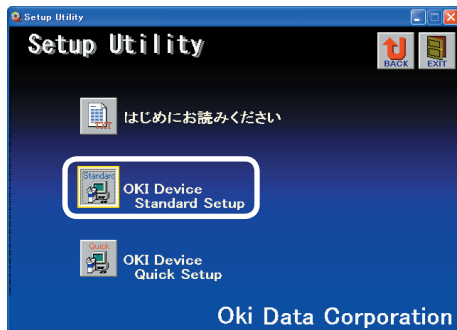 Setup Utility
Setup Utility
BACK
EXIT
TXT
はじめにお読みください
Standard
OKI Device
Standard Setup
Quick
OKI Device
Quick Setup
Oki Data Corporation